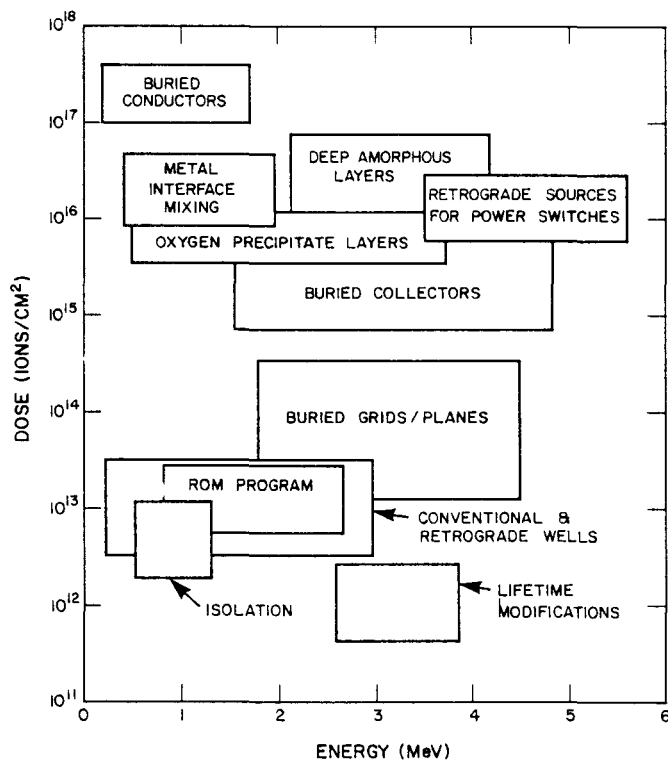 10^18
10^17
10^16
10^15
10^14
10^13
10^12
10^11
DOSE (IONS/CM²)
BURIED
CONDUCTORS
METAL
INTERFACE
MIXING
DEEP AMORPHOUS
LAYERS
RETROGRADE SOURCES
FOR POWER SWITCHES
OXYGEN PRECIPITATE LAYERS
BURIED COLLECTORS
BURIED GRIDS/PLANES
ROM PROGRAM
CONVENTIONAL &
RETROGRADE WELLS
ISOLATION
LIFETIME
MODIFICATIONS
0 1 2 3 4 5 6
ENERGY (MeV)